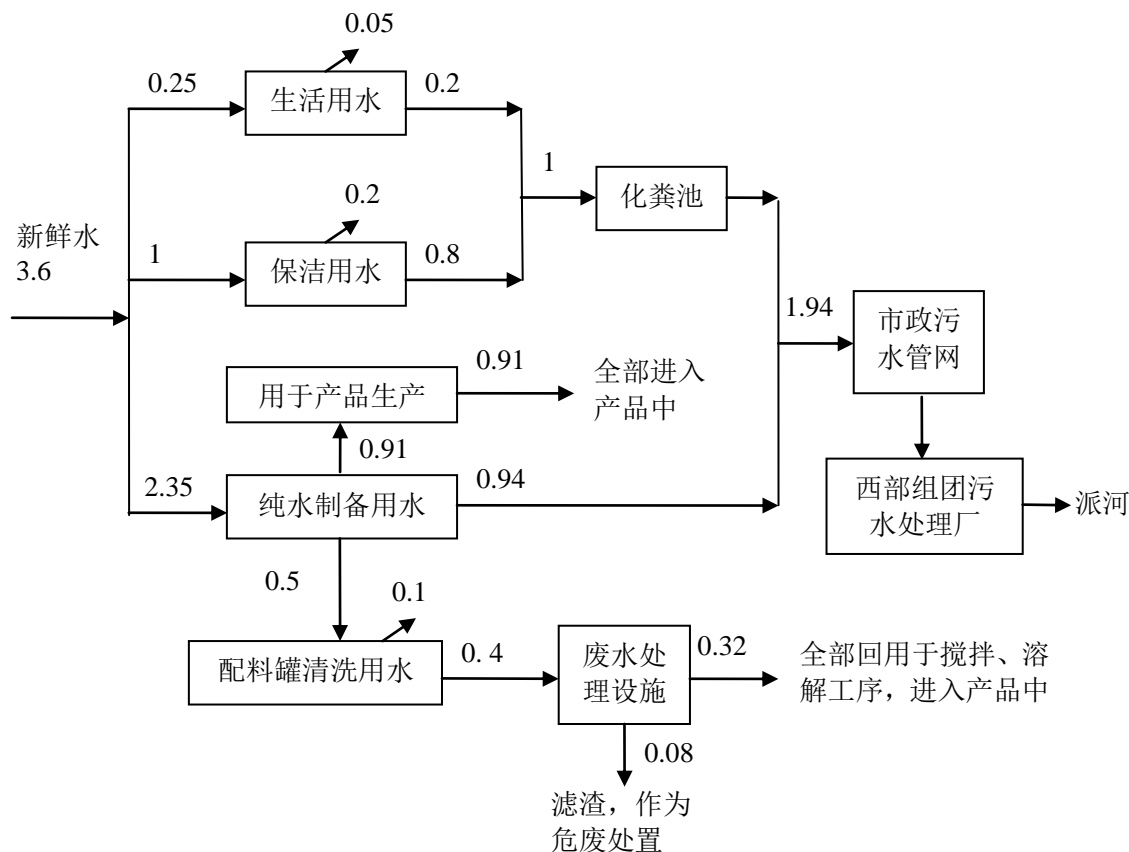 0.05
0.25
生活用水
0.2
1
化粪池
0.2
新鲜水
3.6
1
保洁用水
0.8
1.94
市政污
水管网
0.91
用于产品生产
全部进入
产品中
0.91
2.35
纯水制备用水
0.94
西部组团污
水处理厂
派河
0.5
0.1
配料罐清洗用水
0. 4
废水处
理设施
0.32
全部回用于搅拌、溶
解工序，进入产品中
0.08
滤渣，作为
危废处置